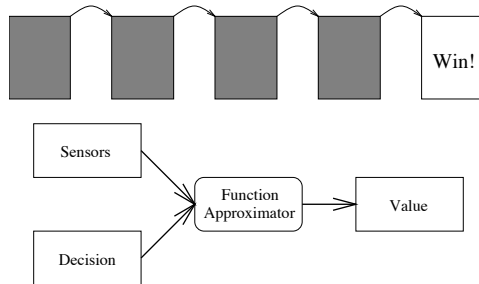 Win!
Sensors
Function
Approximator
Value
Decision